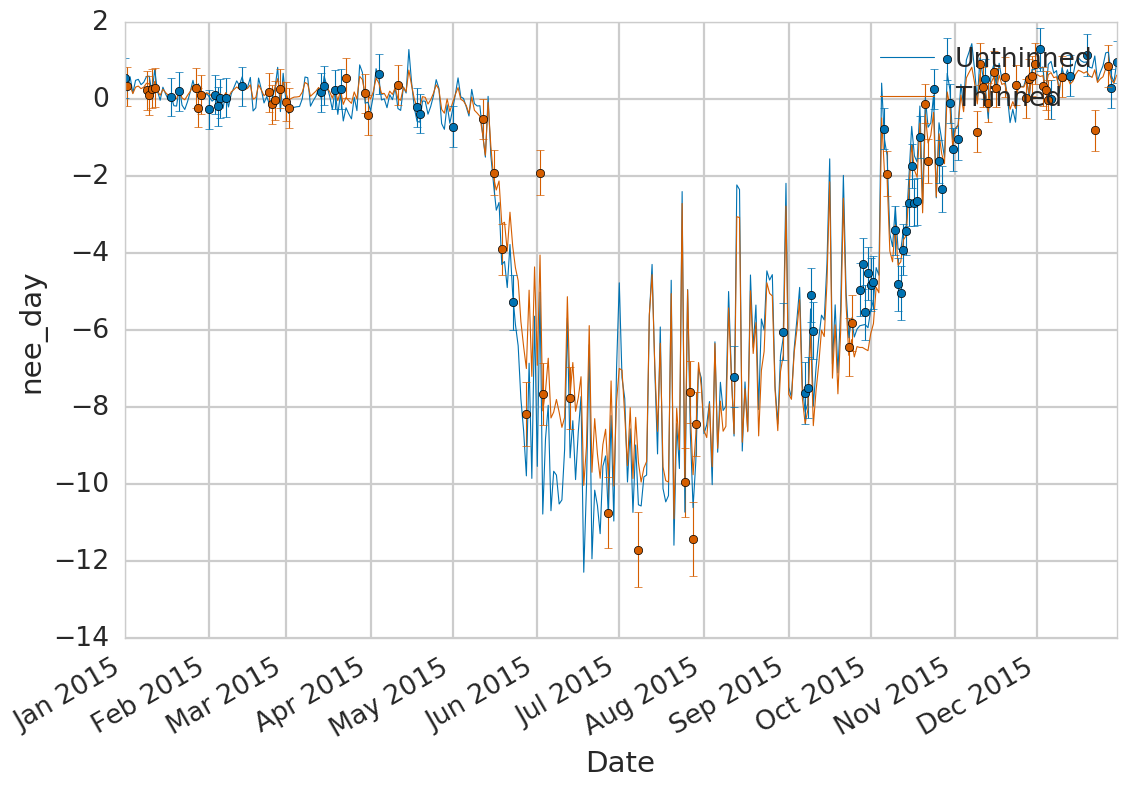 2
0
−2
−4
−6
−8
−10
−12
−14
nee_day
Unthinned
Thinned
Jan 2015
Feb 2015
Mar 2015
Apr 2015
May 2015
Jun 2015
Jul 2015
Aug 2015
Sep 2015
Oct 2015
Nov 2015
Dec 2015
Date